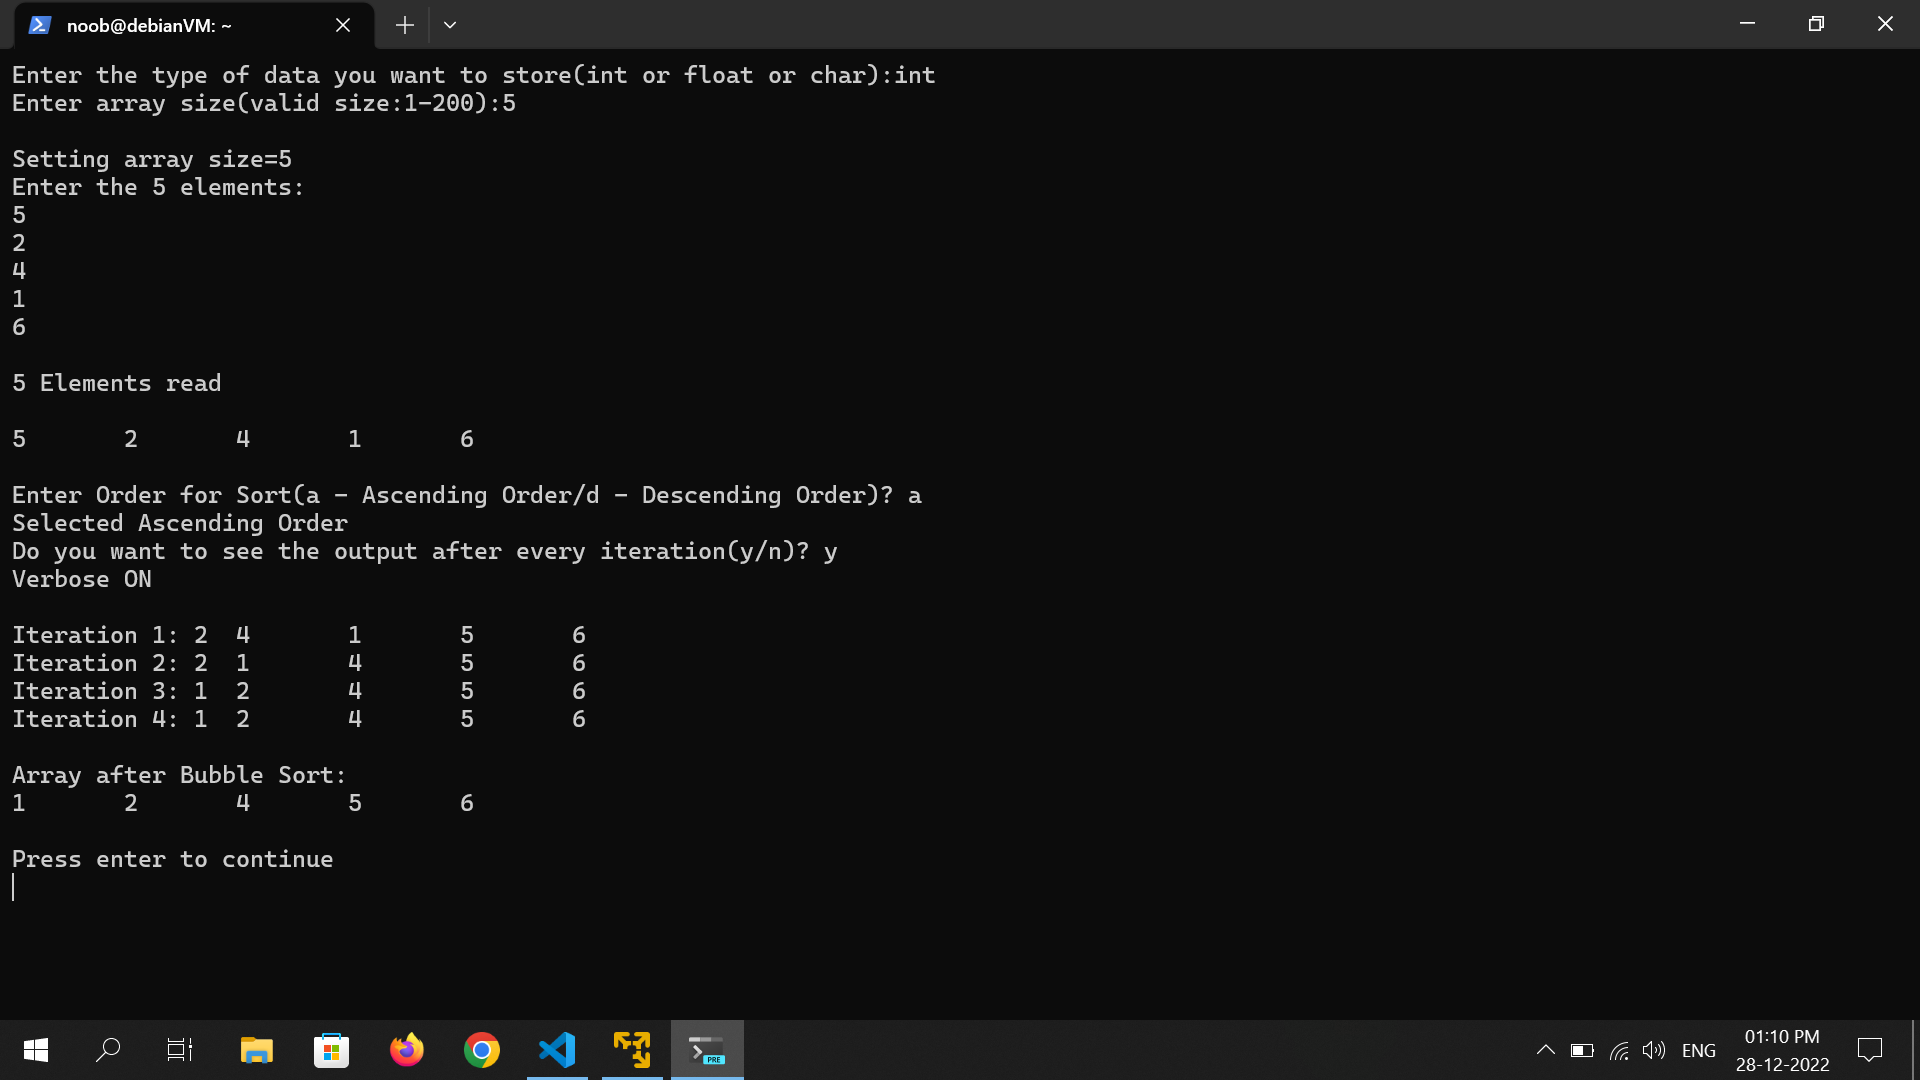 noob@debianVM: ~
Enter the type of data you want to store(int or float or char):int
Enter array size(valid size:1-200):5
Setting array size=5
Enter the 5 elements:
5
2
4
1
6
5 Elements read
5 2 4 1 6
Enter Order for Sort(a - Ascending Order/d - Descending Order)? a
Selected Ascending Order
Do you want to see the output after every iteration(y/n)? y
Verbose ON
Iteration 1: 2 4 1 5 6
Iteration 2: 2 1 4 5 6
Iteration 3: 1 2 4 5 6
Iteration 4: 1 2 4 5 6
Array after Bubble Sort:
1 2 4 5 6
Press enter to continue
PRE
ENG
01:10 PM
28-12-2022